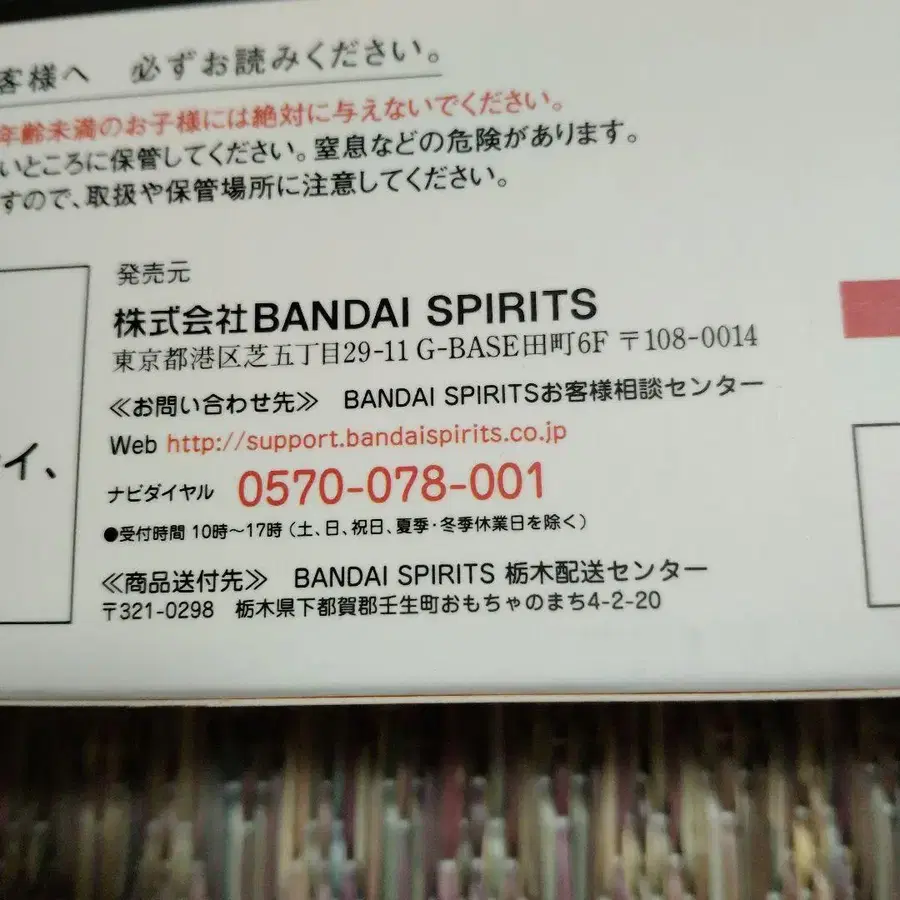 客様へ 必ずお読みください。
年齢未満のお子様には絶対に与えないでください。
いところに保管してください。窒息などの危険があります。
すので、取扱や保管場所に注意してください。
発売元
株式会社BANDAI SPIRITS
東京都港区芝五丁目29-11 G-BASE田町6F 〒108-0014
≪お問い合わせ先≫ BANDAI SPIRITSお客様相談センター
Web http://support.bandaispirits.co.jp
イ、
ナビダイヤル 0570-078-001
●受付時間 10時～17時（土、日、祝日、夏季・冬季休業日を除く）
≪商品送付先≫ BANDAI SPIRITS 栃木配送センター
〒321-0298 栃木県下都賀郡壬生町おもちゃのまち4-2-20